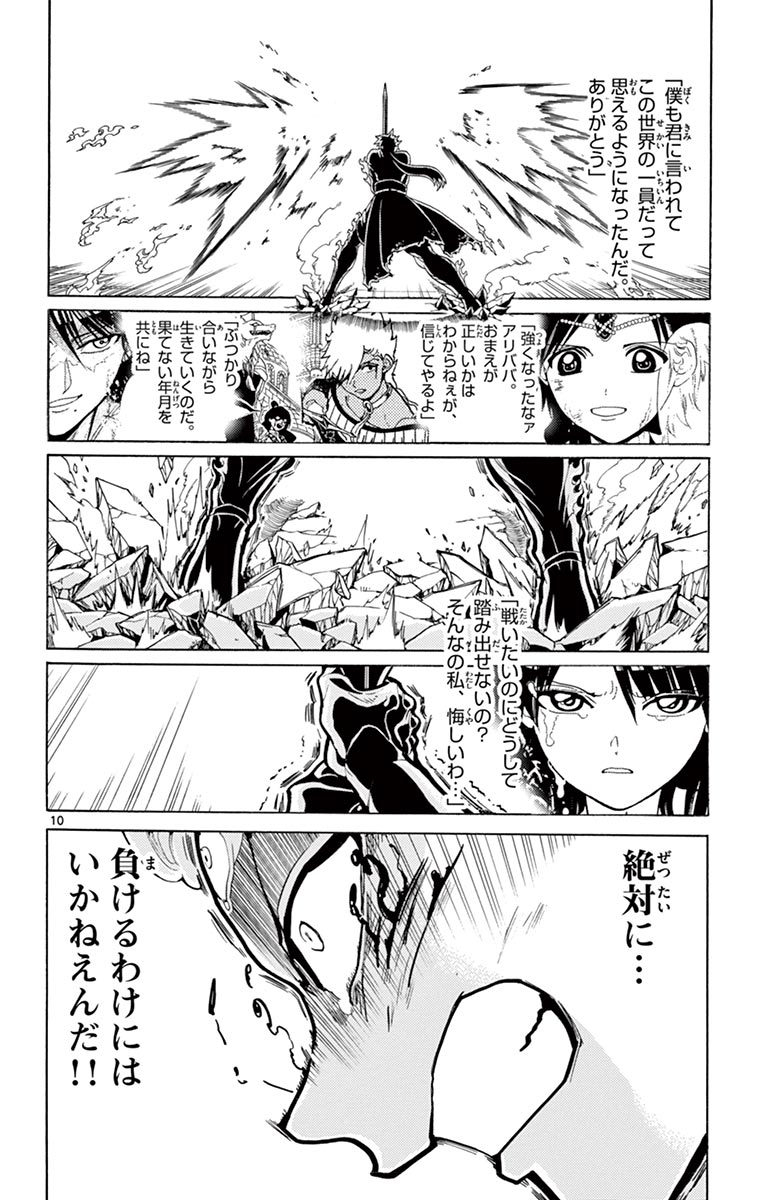 「僕も君に言われて
この世界の一員だって
思えるようになったんだ。
ありがとう」
「強くなったなァ
アリババ。
おまえが
正しいかは
わからねぇが、
信じてやるよ」
「ぶつかり
合いながら
生きていくのだ。
果てない年月を
共にね」
「戦いたいのにどうして
踏み出せないの?
そんなの私、悔しいわ…」
10
絶対に…
負けるわけには
いかねえんだ!!